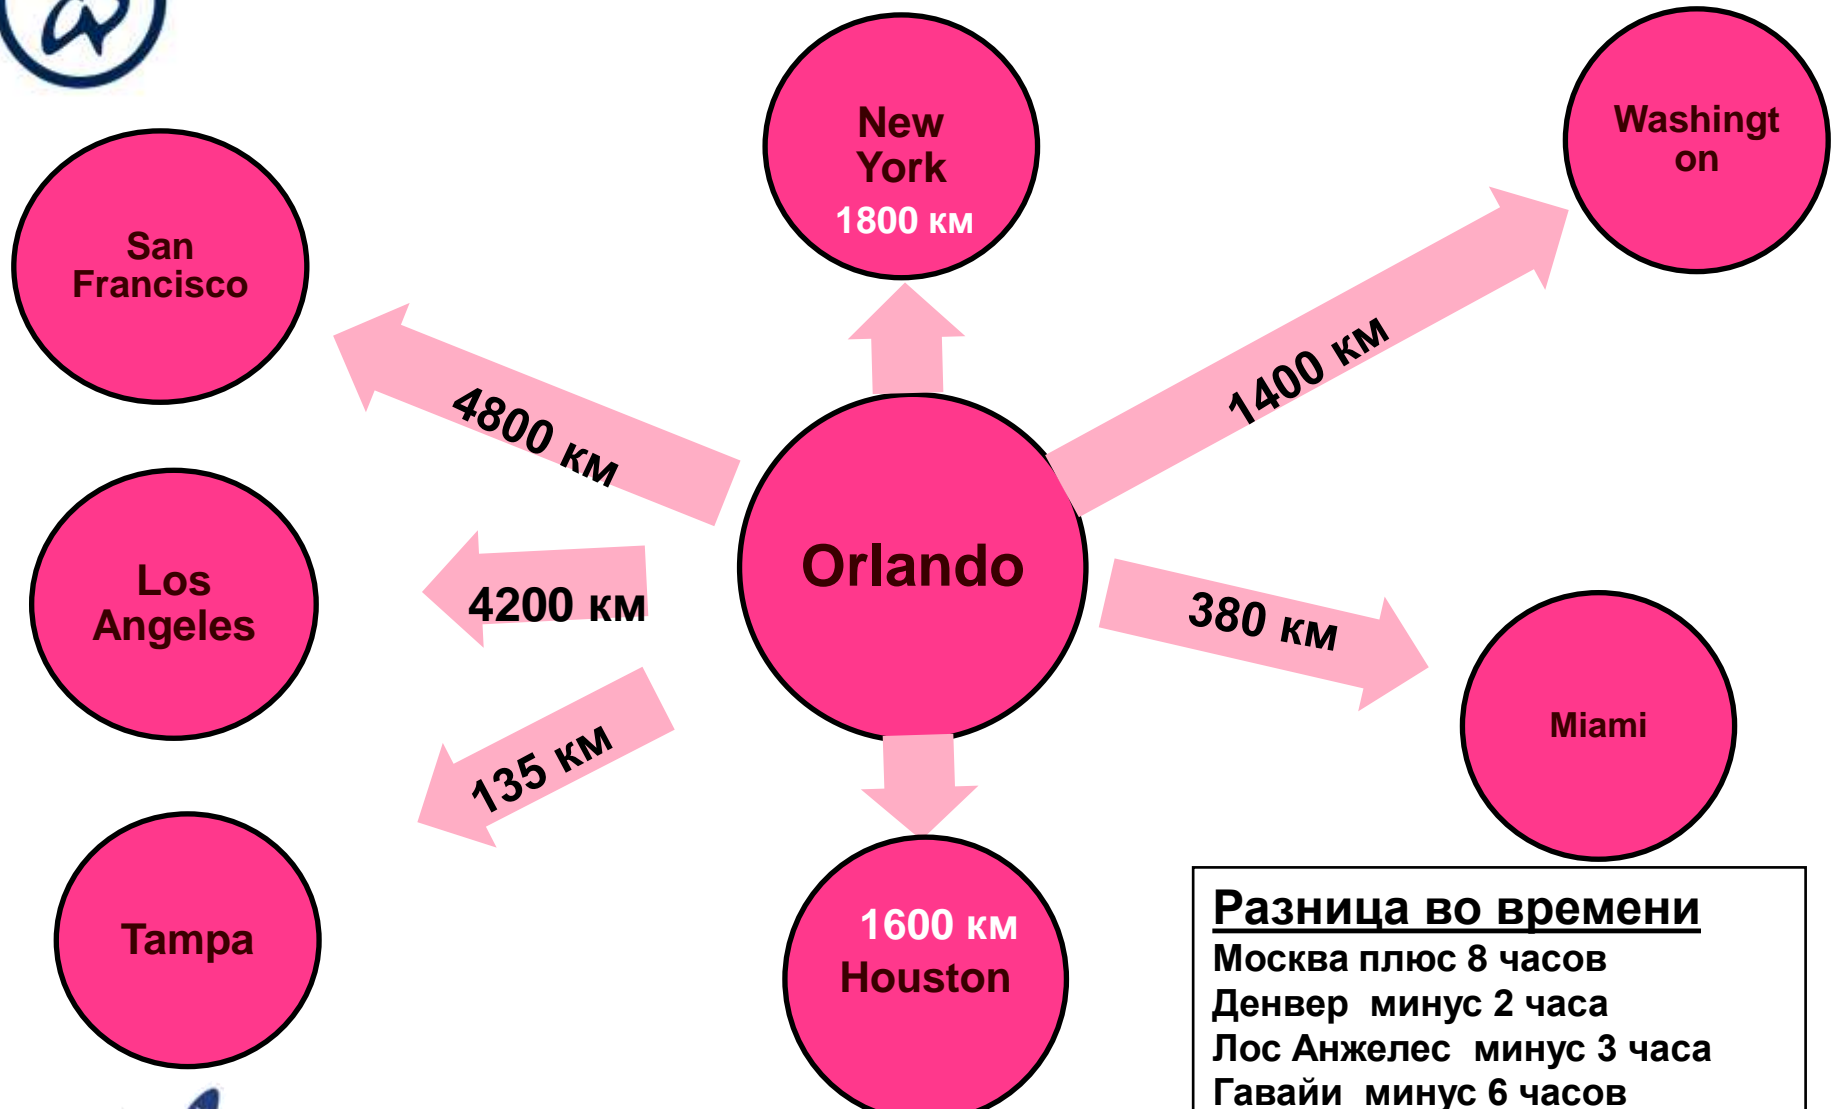 New
York
1800 км
Washingt
on
San
Francisco
4800 км
1400 км
Orlando
Los
Angeles
4200 км
380 км
135 км
Miami
Tampa
1600 км
Houston
Разница во времени
Москва плюс 8 часов
Денвер минус 2 часа
Лос Анжелес минус 3 часа
Гавайи минус 6 часов